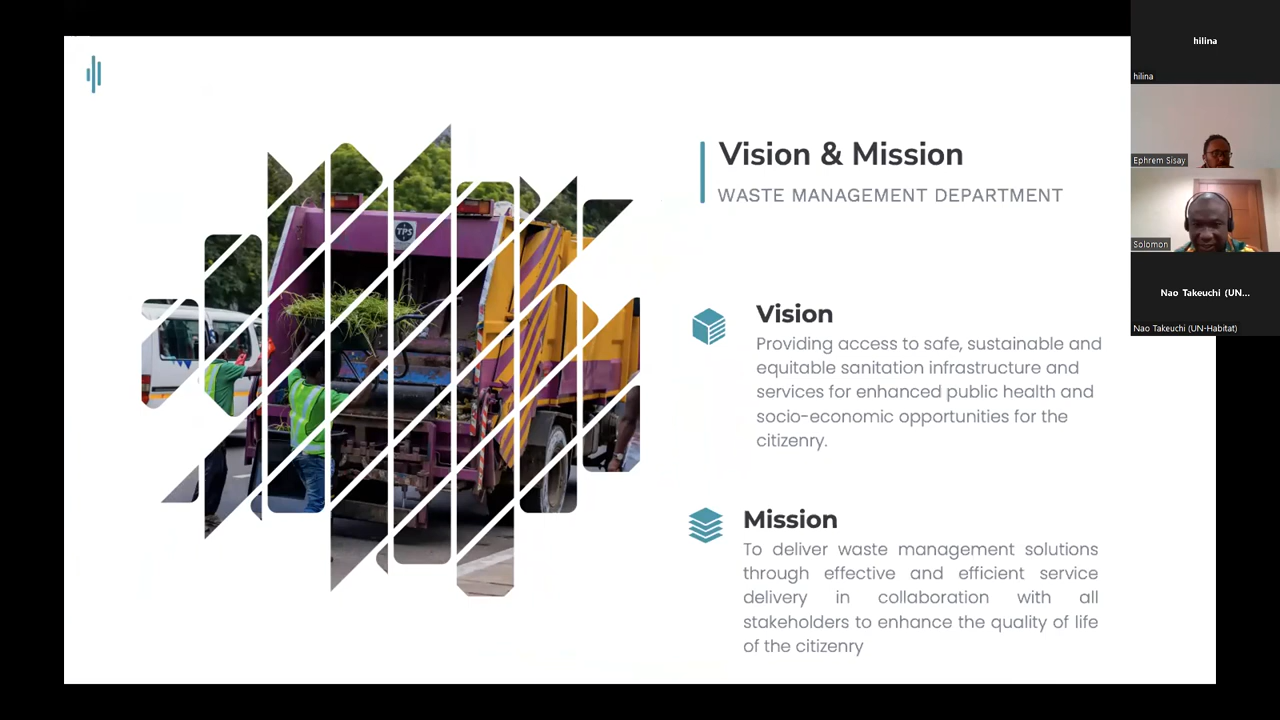 Vision & Mission
WASTE MANAGEMENT DEPARTMENT
Vision
Providing access to safe, sustainable and
equitable sanitation infrastructure and
services for enhanced public health and
socio-economic opportunities for the
citizenry.
Mission
To deliver waste management solutions
through effective and efficient service
delivery in collaboration with all
stakeholders to enhance the quality of life
of the citizenry
TPS
hilina
hilina
Ephrem Sisay
Solomon
Nao Takeuchi (UN...
Nao Takeuchi (UN-Habitat)